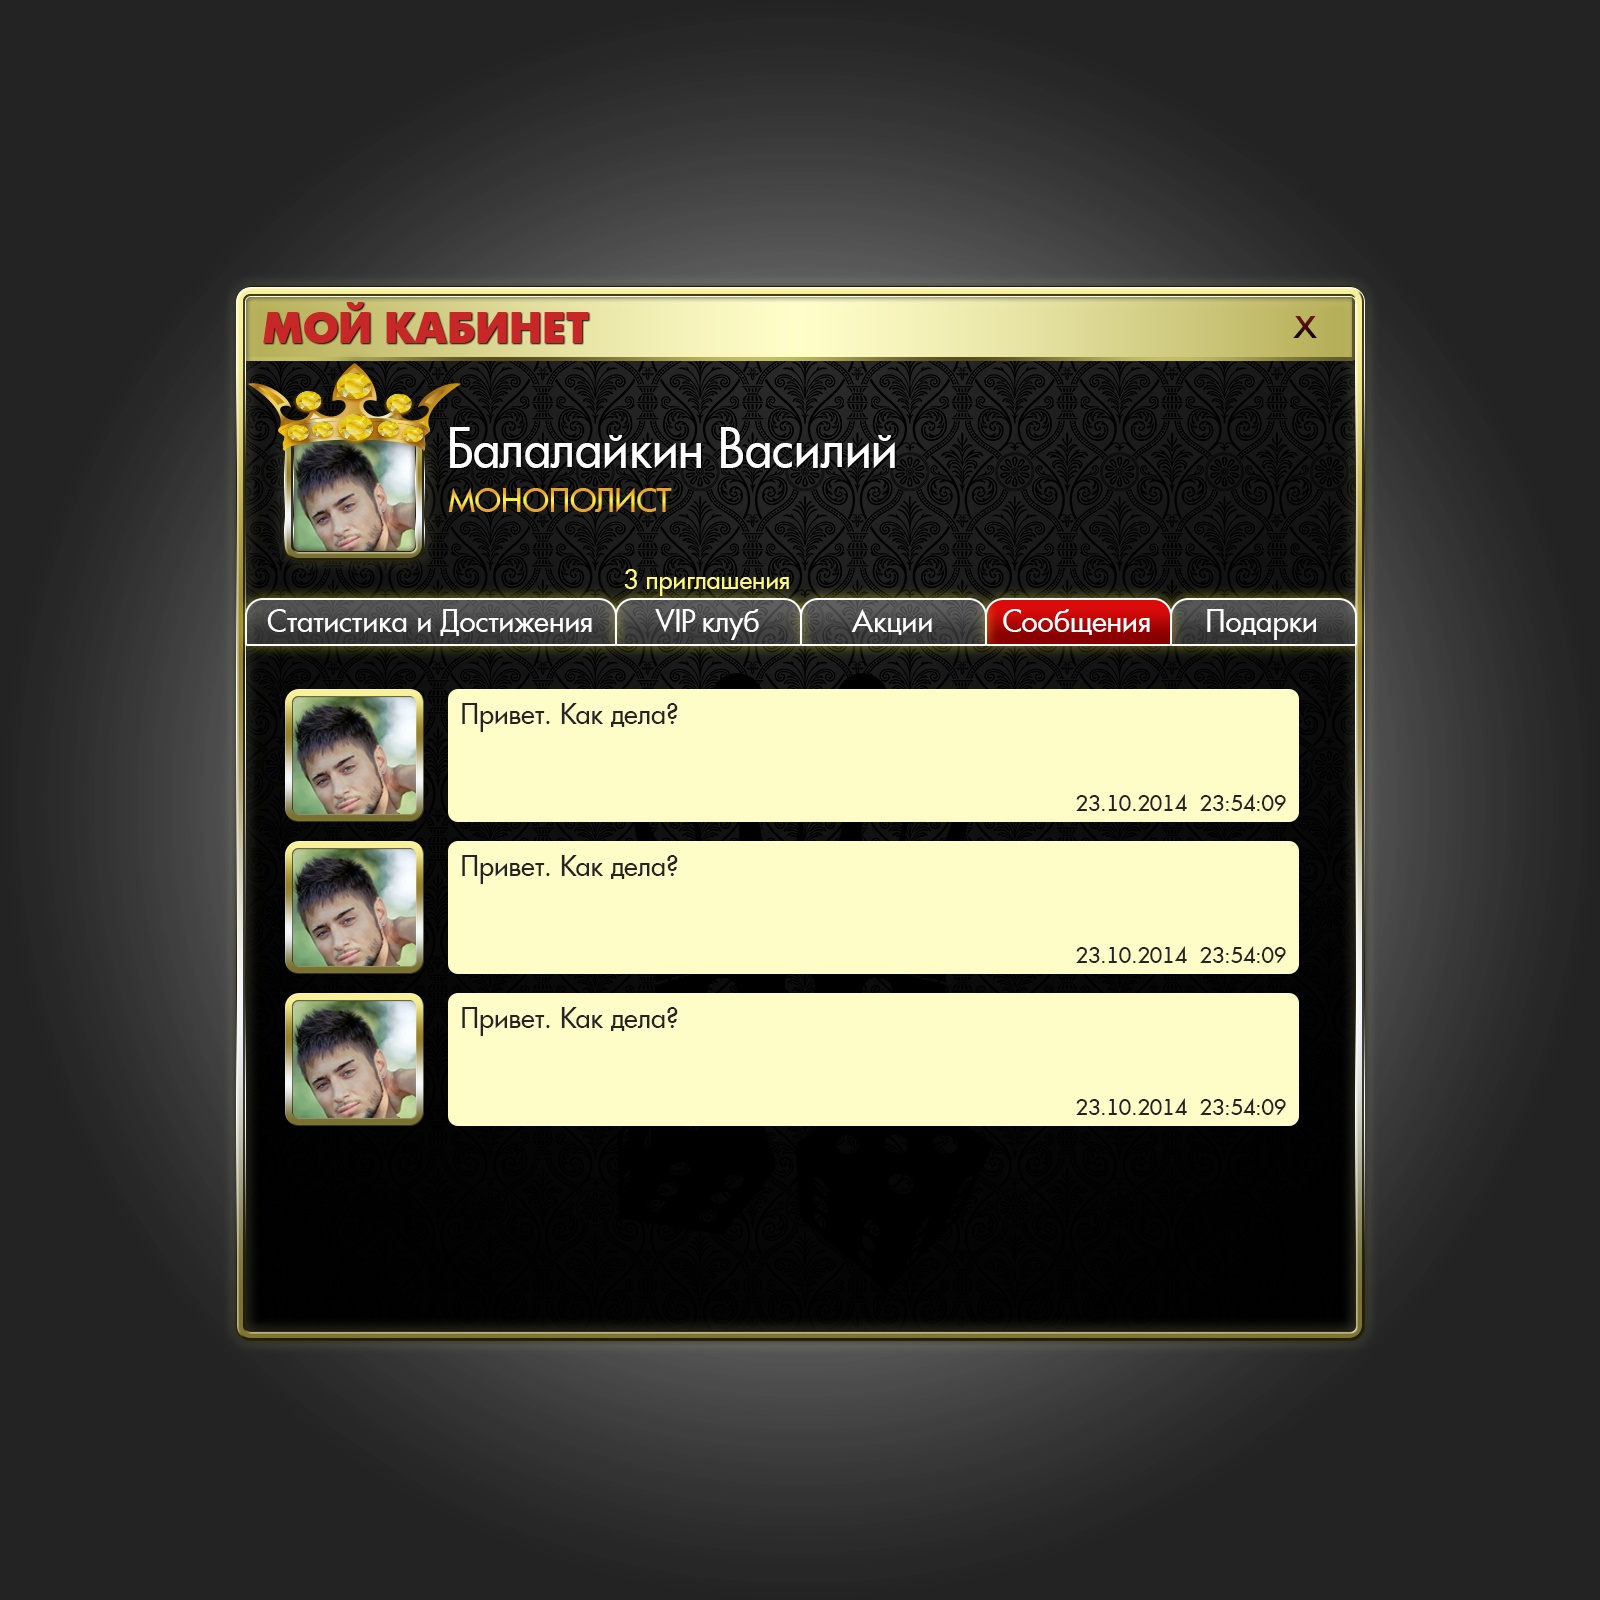 МОЙ КАБИНЕТ
X
Балалайкин Василий
МОНОПОЛИСТ
3 приглашения
Статистика и Достижения
VIP клуб
Акции
Сообщения
Подарки
Привет. Как дела?
23.10.2014 23:54:09
Привет. Как дела?
23.10.2014 23:54:09
Привет. Как дела?
23.10.2014 23:54:09